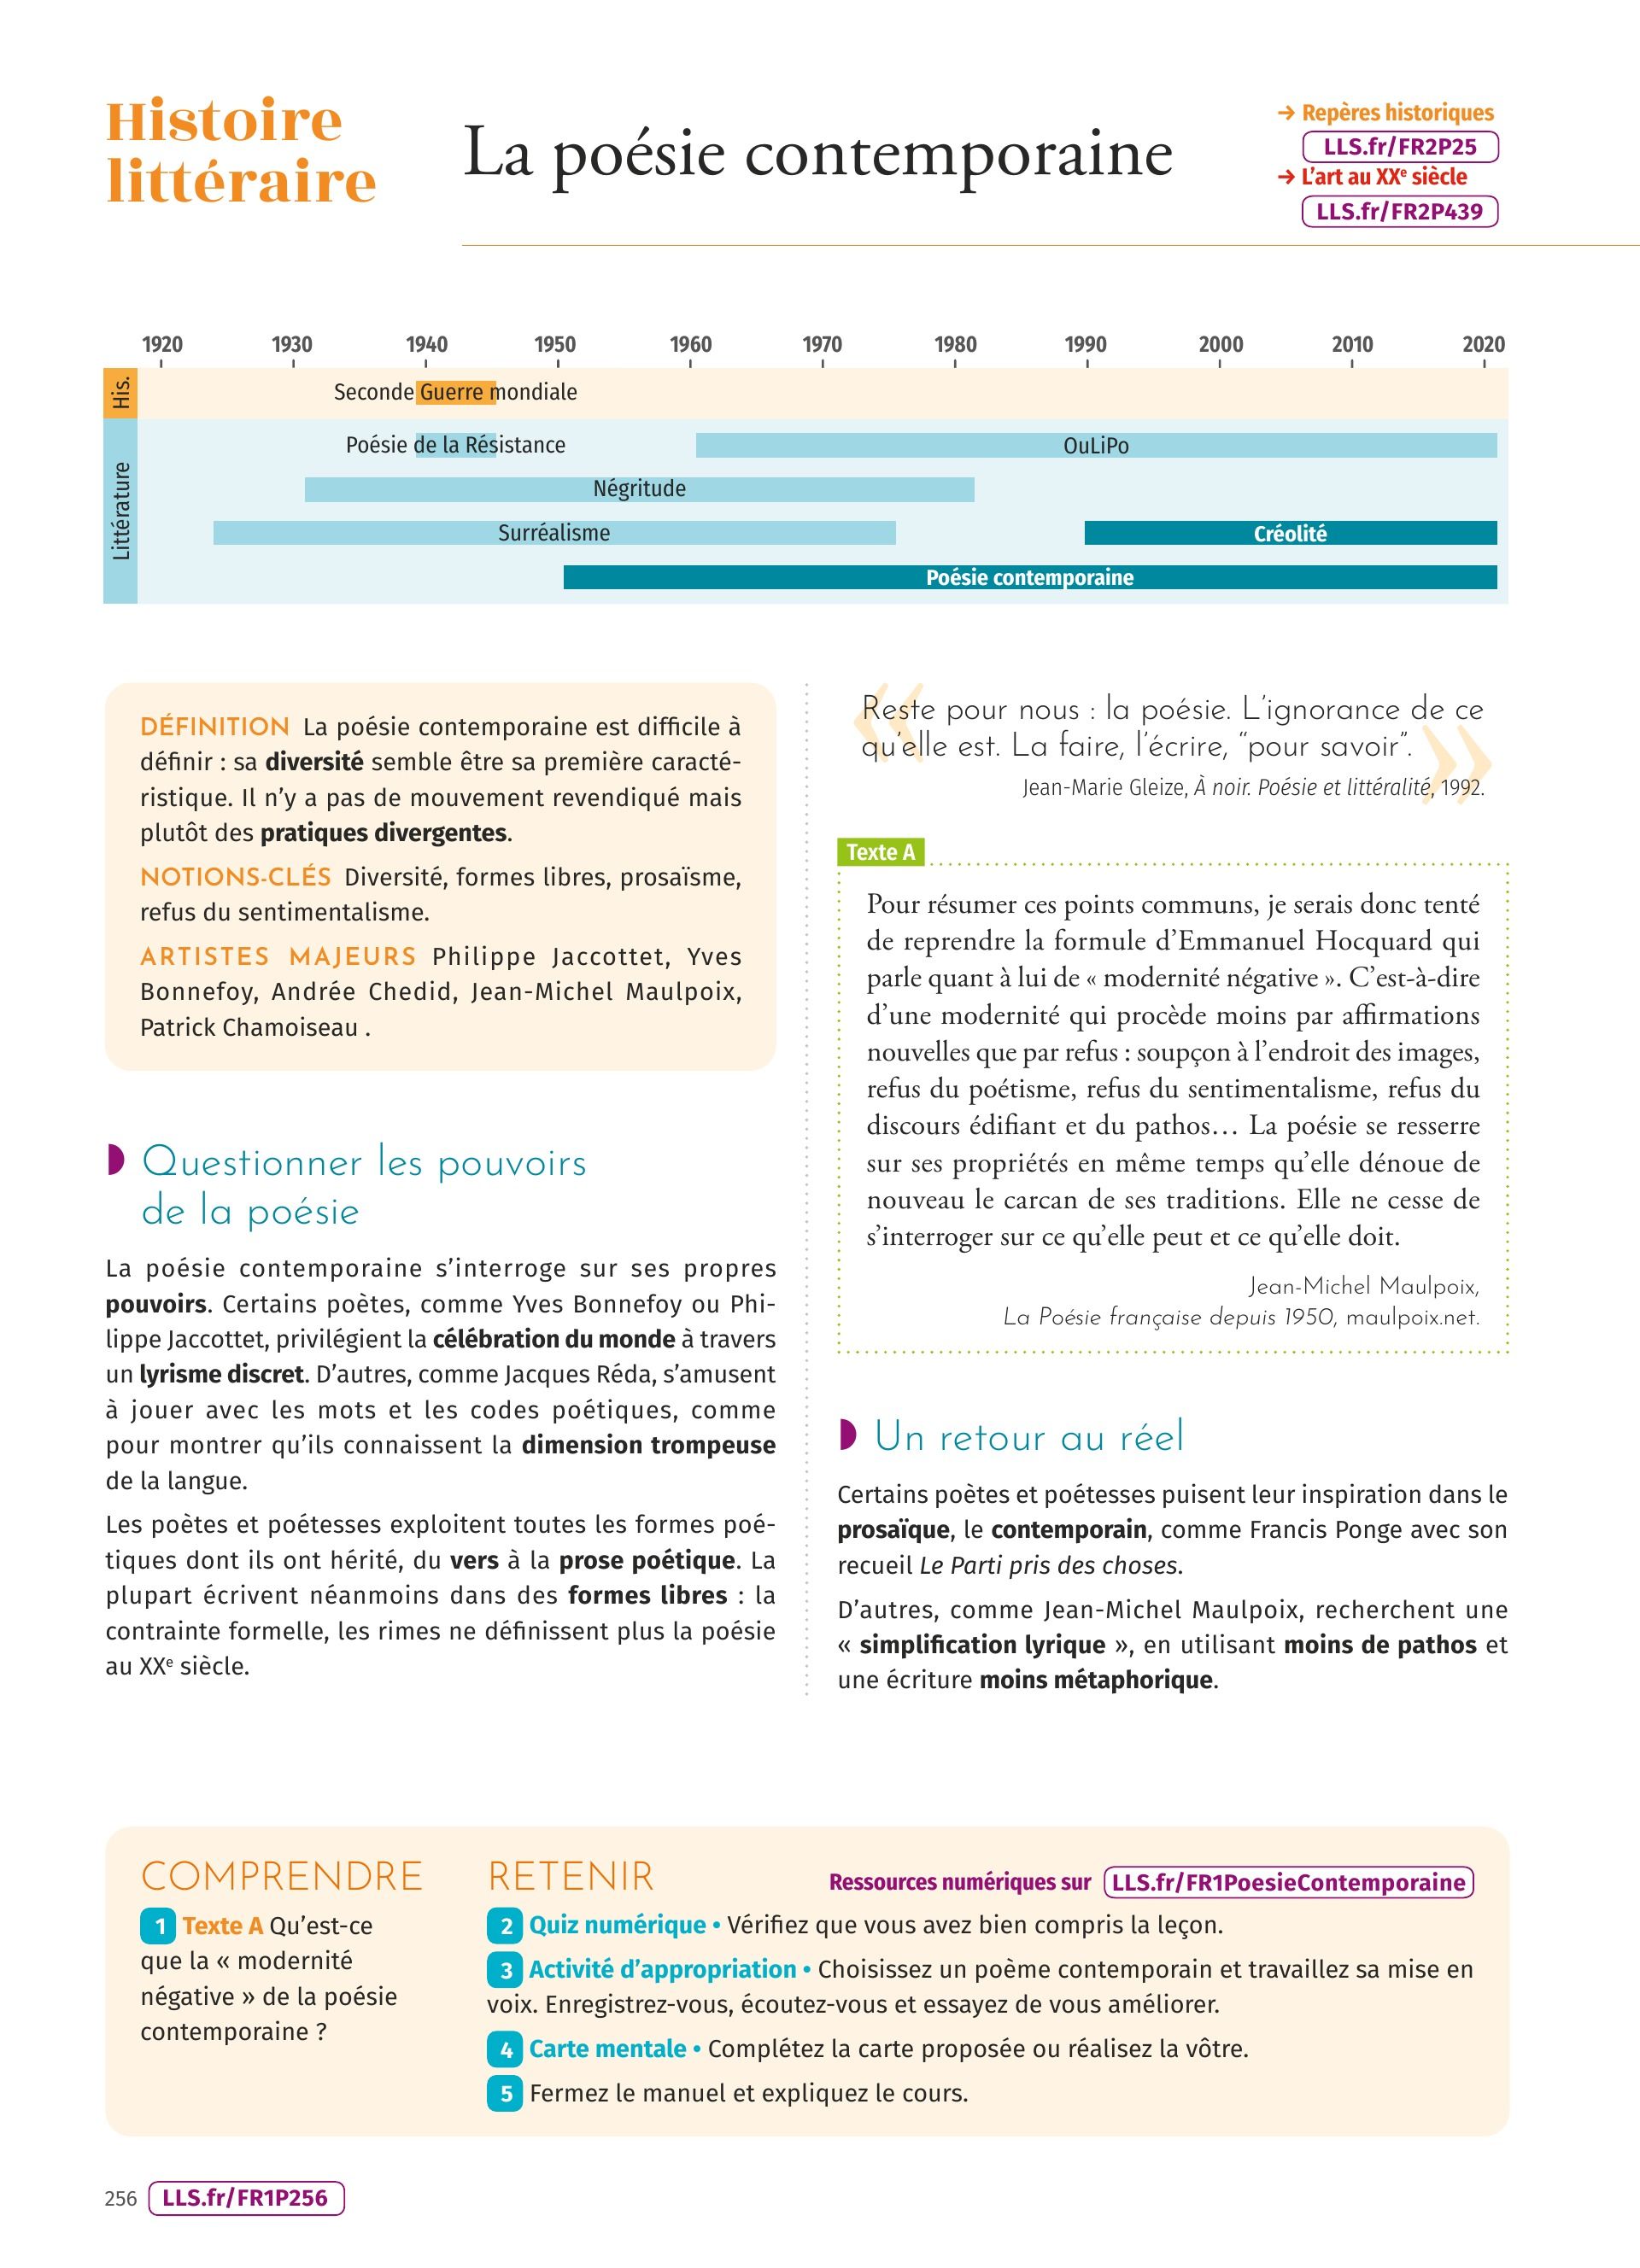 Histoire
littéraire
La poésie contemporaine
→ Repères historiques
LLS.fr/FR2P25
→ L'art au XXe siècle
LLS.fr/FR2P439
1920 1930 1940 1950 1960 1970 1980 1990 2000 2010 2020
His.
Seconde Guerre mondiale
Littérature
Poésie de la Résistance
OuLiPo
Négritude
Surréalisme
Créolité
Poésie contemporaine
DÉFINITION La poésie contemporaine est difficile à
définir : sa diversité semble être sa première caracté-
ristique. Il n'y a pas de mouvement revendiqué mais
plutôt des pratiques divergentes.
NOTIONS-CLÉS Diversité, formes libres, prosaïsme,
refus du sentimentalisme.
ARTISTES MAJEURS Philippe Jaccottet, Yves
Bonnefoy, Andrée Chedid, Jean-Michel Maulpoix,
Patrick Chamoiseau .
Questionner les pouvoirs
de la poésie
La poésie contemporaine s'interroge sur ses propres
pouvoirs. Certains poètes, comme Yves Bonnefoy ou Phi-
lippe Jaccottet, privilégient la célébration du monde à travers
un lyrisme discret. D'autres, comme Jacques Réda, s'amusent
à jouer avec les mots et les codes poétiques, comme
pour montrer qu'ils connaissent la dimension trompeuse
de la langue.
Les poètes et poétesses exploitent toutes les formes poé-
tiques dont ils ont hérité, du vers à la prose poétique. La
plupart écrivent néanmoins dans des formes libres : la
contrainte formelle, les rimes ne définissent plus la poésie
au XXe siècle.
« Reste pour nous : la poésie. L'ignorance de ce
qu'elle est. La faire, l'écrire, “pour savoir”. »
Jean-Marie Gleize, À noir. Poésie et littéralité, 1992.
Texte A
Pour résumer ces points communs, je serais donc tenté
de reprendre la formule d'Emmanuel Hocquard qui
parle quant à lui de « modernité négative ». C'est-à-dire
d'une modernité qui procède moins par affirmations
nouvelles que par refus : soupçon à l'endroit des images,
refus du poétisme, refus du sentimentalisme, refus du
discours édifiant et du pathos… La poésie se resserre
sur ses propriétés en même temps qu'elle dénoue de
nouveau le carcan de ses traditions. Elle ne cesse de
s'interroger sur ce qu'elle peut et ce qu'elle doit.
Jean-Michel Maulpoix,
La Poésie française depuis 1950, maulpoix.net.
Un retour au réel
Certains poètes et poétesses puisent leur inspiration dans le
prosaïque, le contemporain, comme Francis Ponge avec son
recueil Le Parti pris des choses.
D'autres, comme Jean-Michel Maulpoix, recherchent une
« simplification lyrique », en utilisant moins de pathos et
une écriture moins métaphorique.
COMPRENDRE
1 Texte A Qu'est-ce
que la « modernité
négative » de la poésie
contemporaine ?
RETENIR
Ressources numériques sur LLS.fr/FR1PoesieContemporaine
2 Quiz numérique • Vérifiez que vous avez bien compris la leçon.
3 Activité d'appropriation • Choisissez un poème contemporain et travaillez sa mise en
voix. Enregistrez-vous, écoutez-vous et essayez de vous améliorer.
4 Carte mentale • Complétez la carte proposée ou réalisez la vôtre.
5 Fermez le manuel et expliquez le cours.
256 LLS.fr/FR1P256